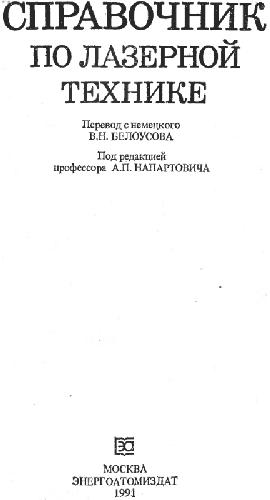 СПРАВОЧНИК
ПО ЛАЗЕРНОЙ
ТЕХНИКЕ
Перевод с немецкого
В.Н. БЕЛОУСОВА
Под редакцией
профессора А.П. НАПАРТОВИЧА
МОСКВА
ЭНЕРГОАТОМИЗДАТ
1991